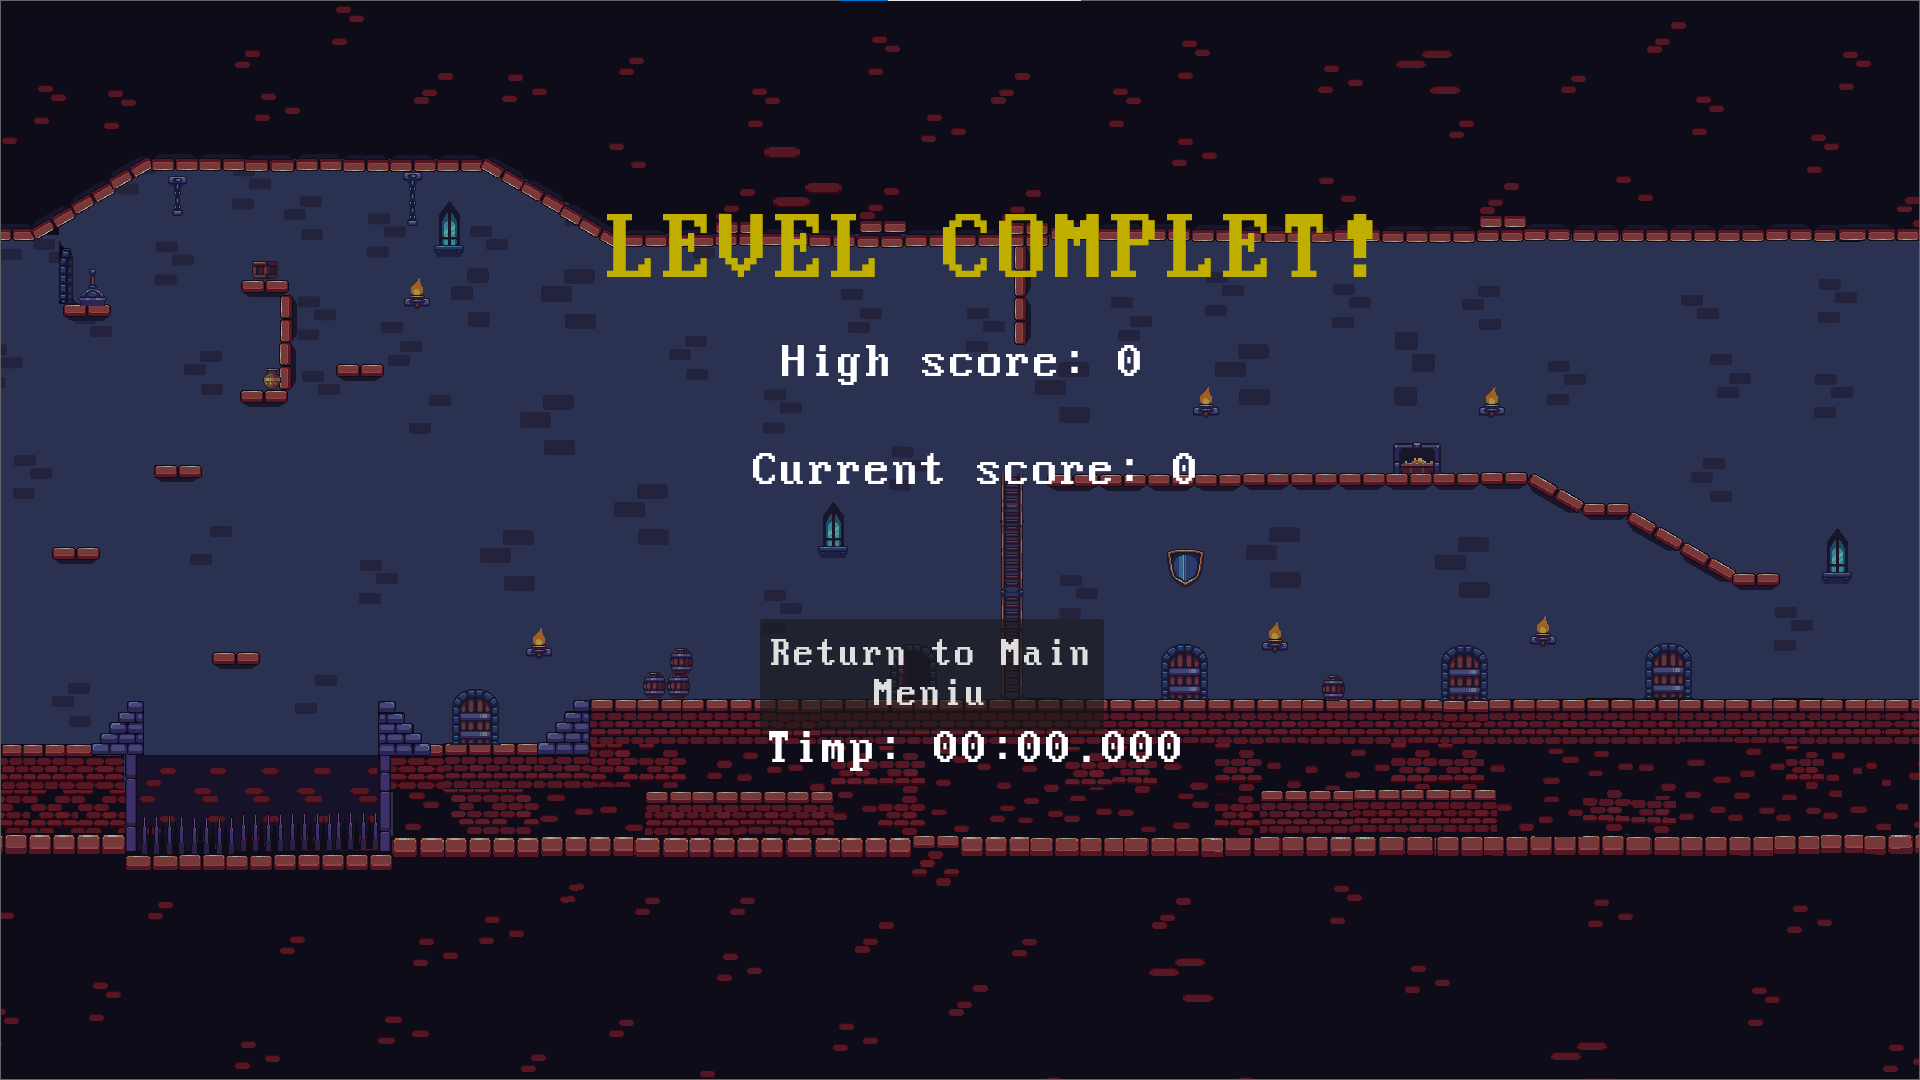 LEVEL COMPLET!
High score: 0
Current score: 0
Return to Main
Meniu
Timp: 00:00.000